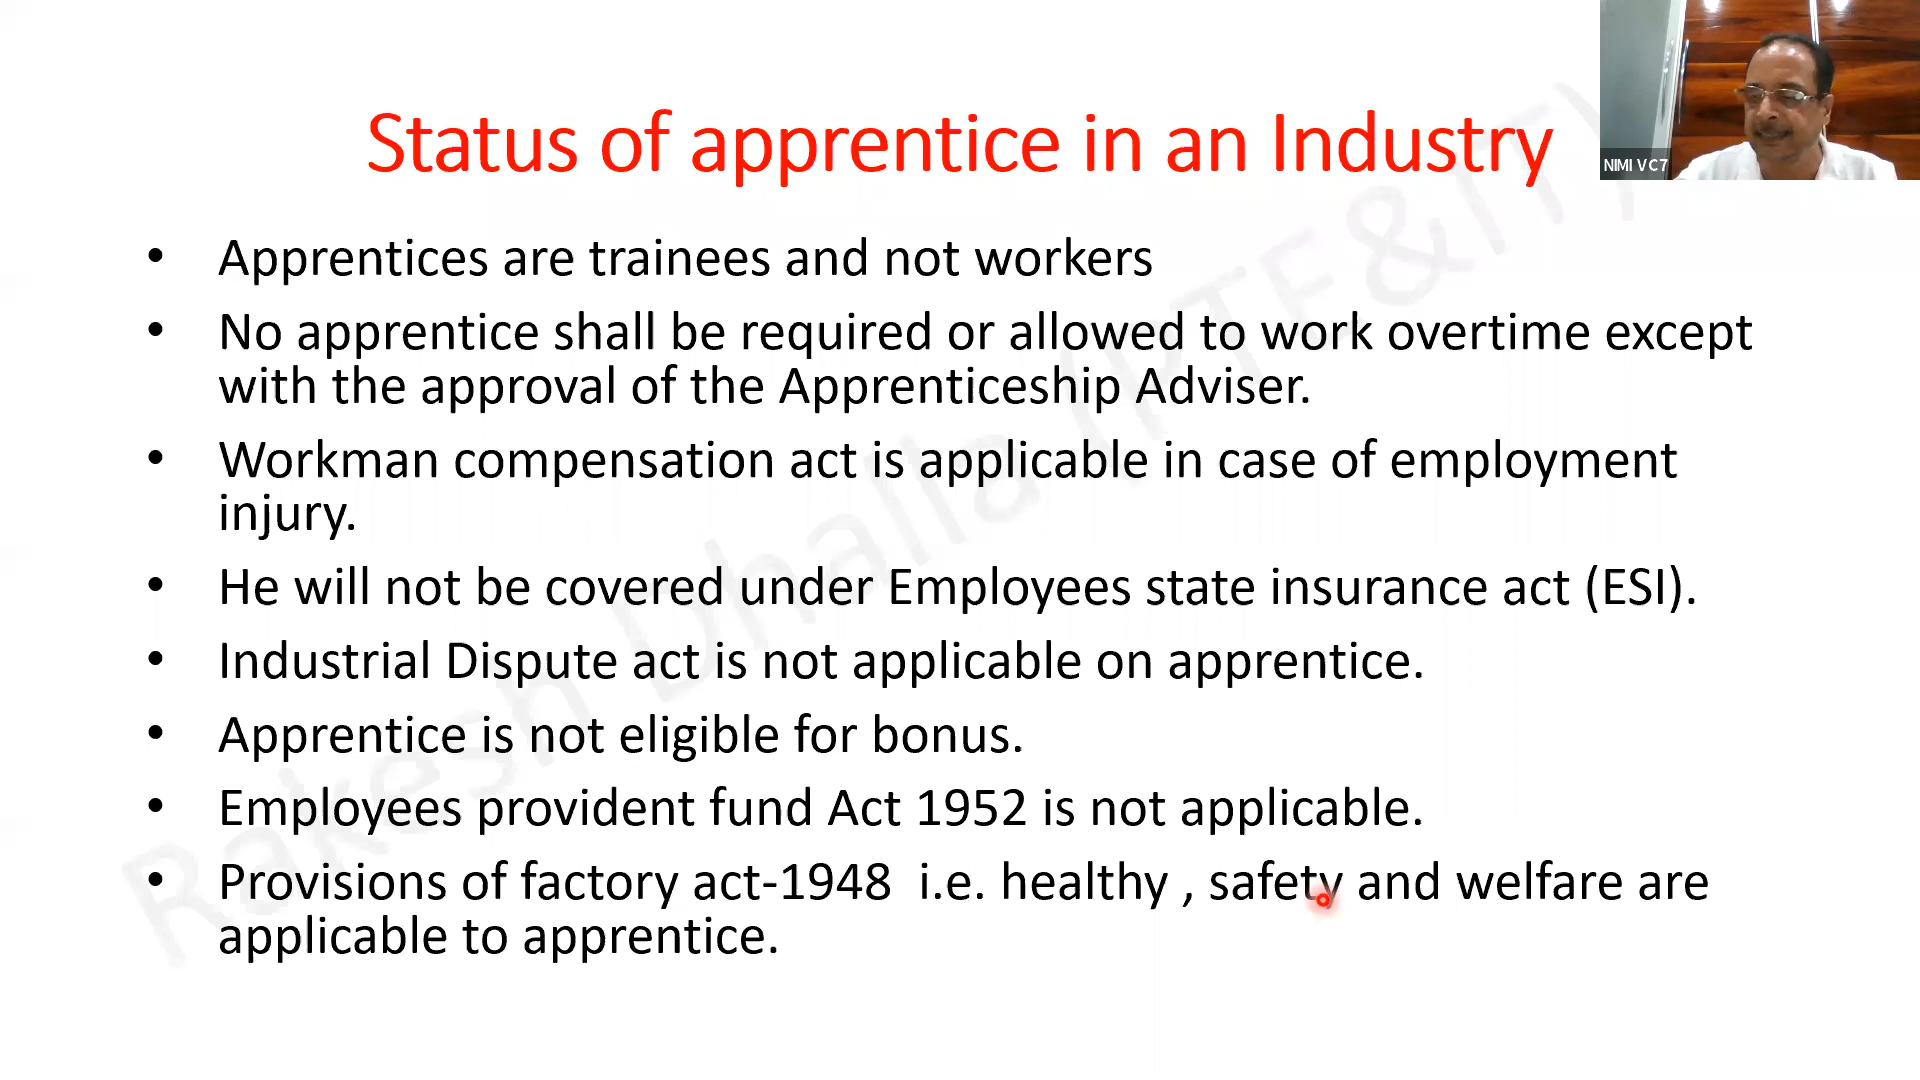 Status of apprentice in an Industry
NIMI VC7
• Apprentices are trainees and not workers
• No apprentice shall be required or allowed to work overtime except
with the approval of the Apprenticeship Adviser.
• Workman compensation act is applicable in case of employment
injury.
• He will not be covered under Employees state insurance act (ESI).
• Industrial Dispute act is not applicable on apprentice.
• Apprentice is not eligible for bonus.
• Employees provident fund Act 1952 is not applicable.
• Provisions of factory act-1948  i.e. healthy , safety and welfare are
applicable to apprentice.
Rakesh Dhalla (PTF&IT)